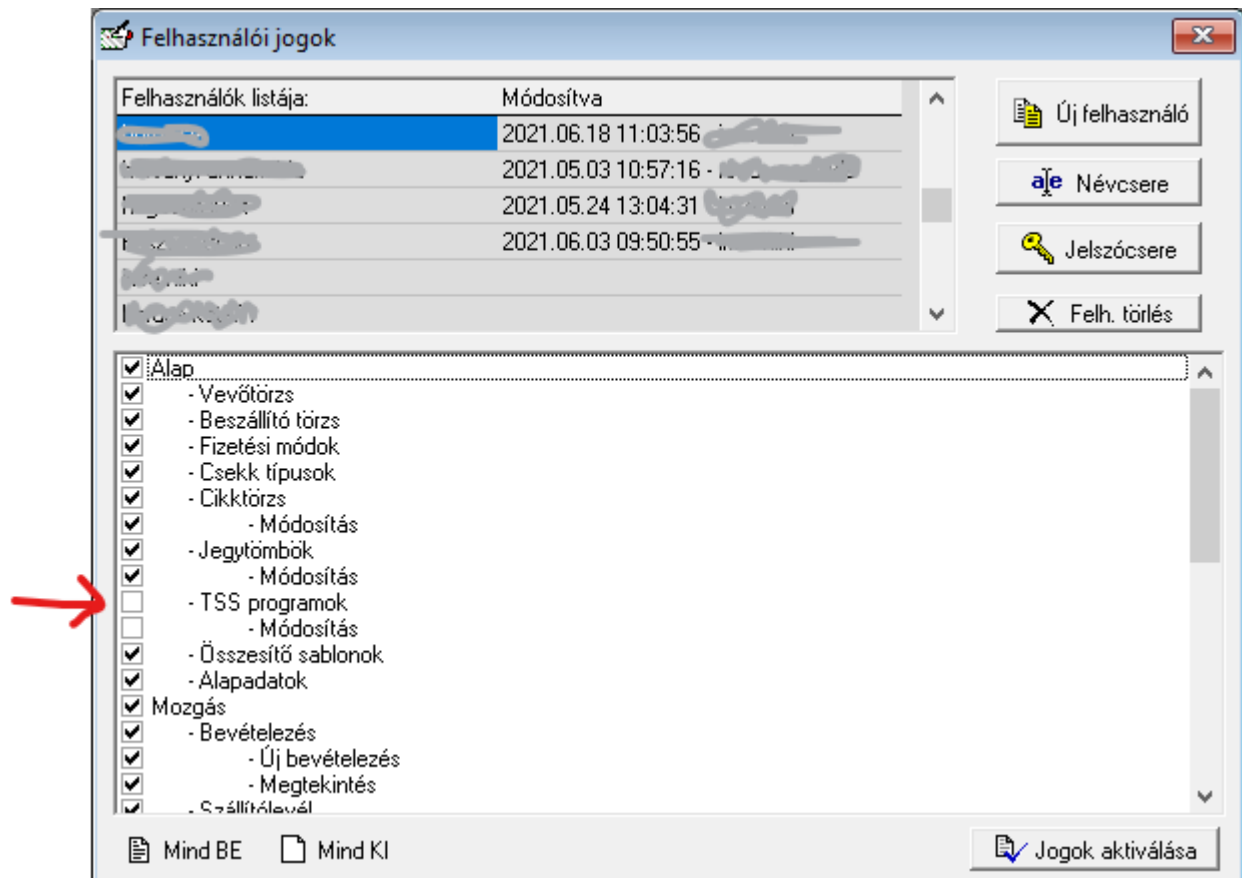 Felhasználói jogok
Felhasználók listája: Módosítva
2021.06.18 11:03:56
2021.05.03 10:57:16 -
2021.05.24 13:04:31
2021.06.03 09:50:55 -
Új felhasználó
Névcsere
Jelszócsere
Felh. törlés
Alap
- Vevőtörzs
- Beszállító törzs
- Fizetési módok
- Csekk típusok
- Cikktörzs
- Módosítás
- Jegytömbök
- Módosítás
- TSS programok
- Módosítás
- Összesítő sablonok
- Alapadatok
Mozgás
- Bevételezés
- Új bevételezés
- Megtekintés
- Szállítólevél
Mind BE Mind KI Jogok aktiválása